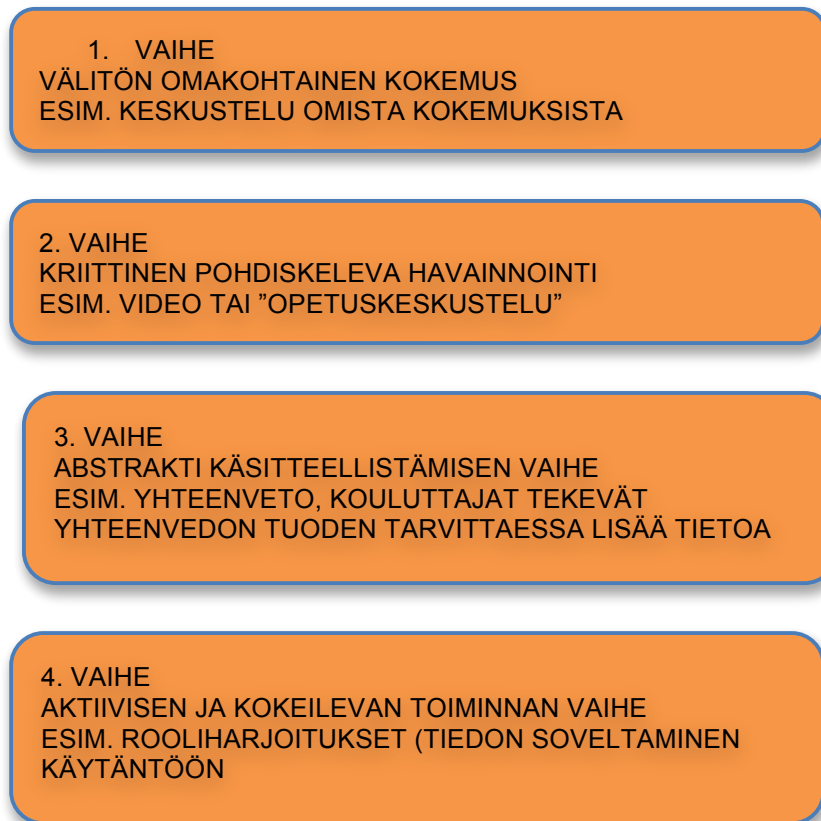 1. VAIHE
VÄLITÖN OMAKOHTAINEN KOKEMUS
ESIM. KESKUSTELU OMISTA KOKEMUKSISTA
2. VAIHE
KRIITTINEN POHDISKELEVA HAVAINNOINTI
ESIM. VIDEO TAI ”OPETUSKESKUSTELU”
3. VAIHE
ABSTRAKTI KÄSITTEELLISTÄMISEN VAIHE
ESIM. YHTEENVETO, KOULUTTAJAT TEKEVÄT
YHTEENVEDON TUODEN TARVITTAESSA LISÄÄ TIETOA
4. VAIHE
AKTIIVISEN JA KOKEILEVAN TOIMINNAN VAIHE
ESIM. ROOLIHARJOITUKSET (TIEDON SOVELTAMINEN
KÄYTÄNTÖÖN